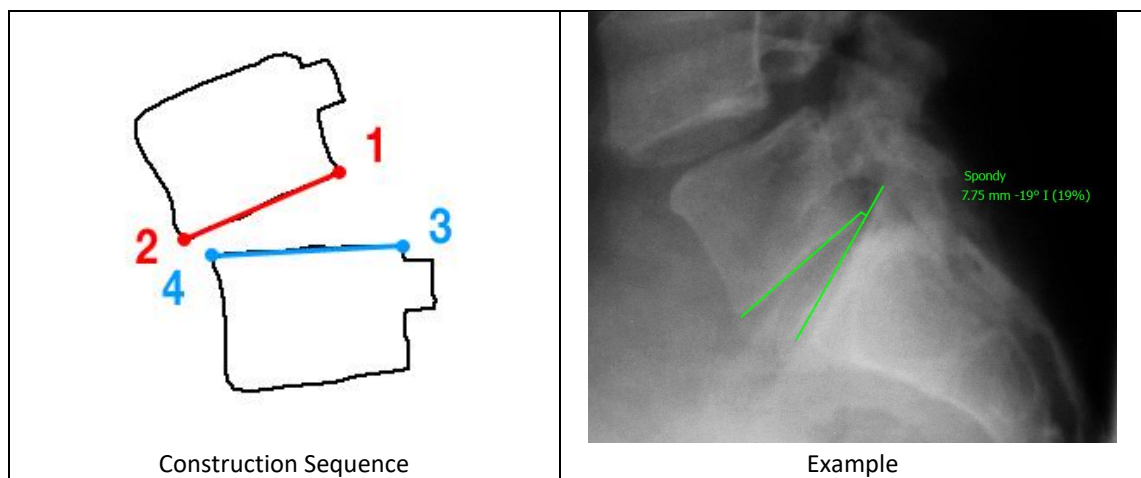 1
2
3
4
Construction Sequence
Spondy
7.75 mm -19° I (19%)
Example